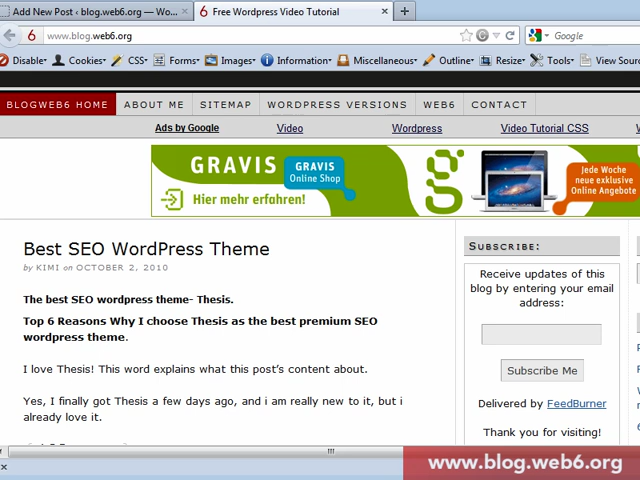 Add New Post ‹ blog.web6.org — Wo...
6 Free Wordpress Video Tutorial
6 www.blog.web6.org
Google
Disable▾ Cookies▾ CSS▾ Forms▾ Images▾ Information▾ Miscellaneous▾ Outline▾ Resize▾ Tools▾ View Sour
BLOGWEB6 HOME ABOUT ME SITEMAP WORDPRESS VERSIONS WEB6 CONTACT
Ads by Google Video Wordpress Video Tutorial CSS W
GRAVIS
GRAVIS
Online Shop
Hier mehr erfahren!
g
Jede Woche
neue exklusive
Online Angebote
Best SEO WordPress Theme
by KIMI on OCTOBER 2, 2010
The best SEO wordpress theme- Thesis.
Top 6 Reasons Why I choose Thesis as the best premium SEO
wordpress theme.
I love Thesis! This word explains what this post's content about.
Yes, I finally got Thesis a few days ago, and i am really new to it, but i
already love it.
SUBSCRIBE:
Receive updates of this
blog by entering your email
address:
Subscribe Me
Delivered by FeedBurner
Thank you for visiting!
www.blog.web6.org